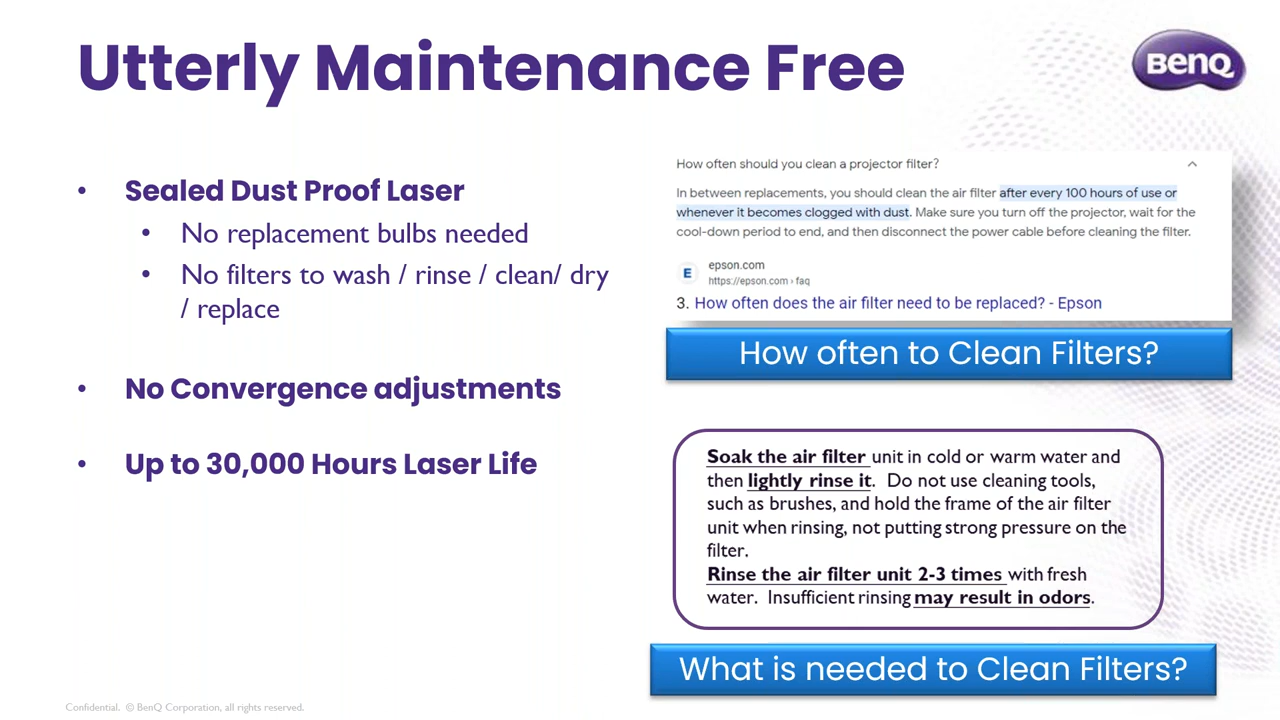 Utterly Maintenance Free
BenQ
• Sealed Dust Proof Laser
• No replacement bulbs needed
• No filters to wash / rinse / clean/ dry
/ replace
• No Convergence adjustments
• Up to 30,000 Hours Laser Life
How often should you clean a projector filter?
In between replacements, you should clean the air filter after every 100 hours of use or
whenever it becomes clogged with dust. Make sure you turn off the projector, wait for the
cool-down period to end, and then disconnect the power cable before cleaning the filter.
E
epson.com
https://epson.com › faq
3. How often does the air filter need to be replaced? - Epson
How often to Clean Filters?
Soak the air filter unit in cold or warm water and
then lightly rinse it. Do not use cleaning tools,
such as brushes, and hold the frame of the air filter
unit when rinsing, not putting strong pressure on the
filter.
Rinse the air filter unit 2-3 times with fresh
water. Insufficient rinsing may result in odors.
What is needed to Clean Filters?
Confidential. © BenQ Corporation, all rights reserved.